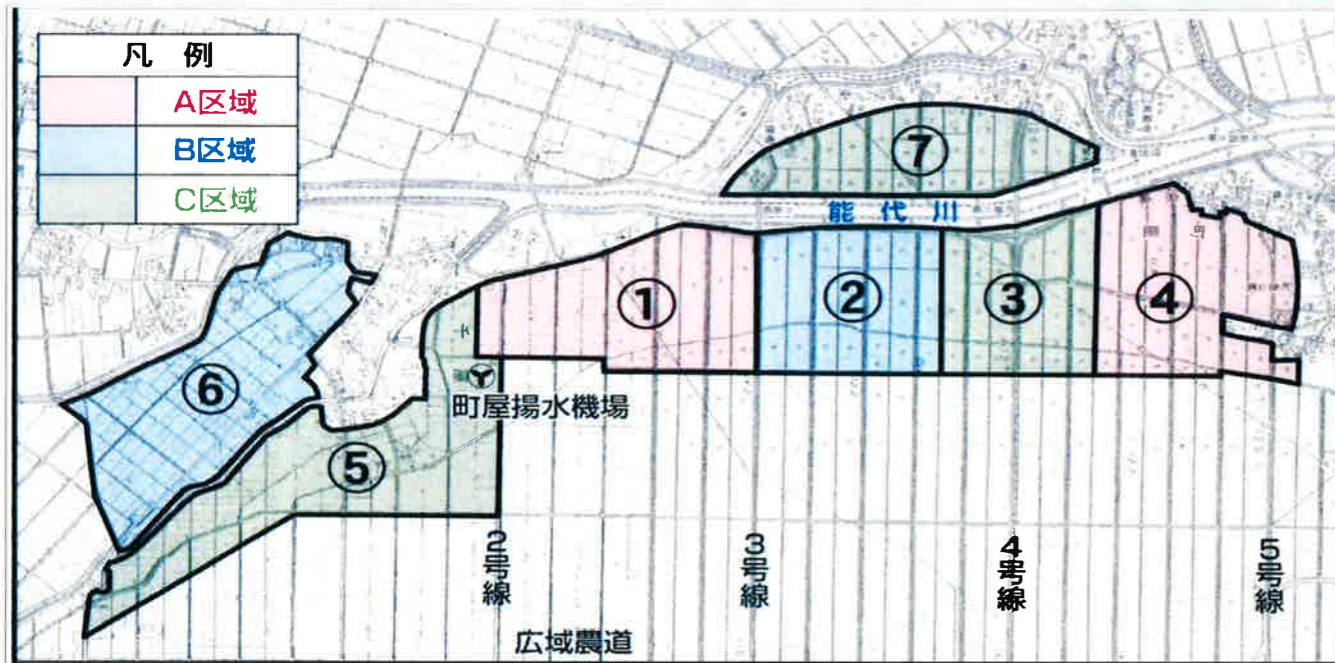 凡 例
A区域
B区域
C区域
⑦
能代川
①
②
③
④
⑥
町屋揚水機場
⑤
2号線
3号線
4号線
5号線
広域農道